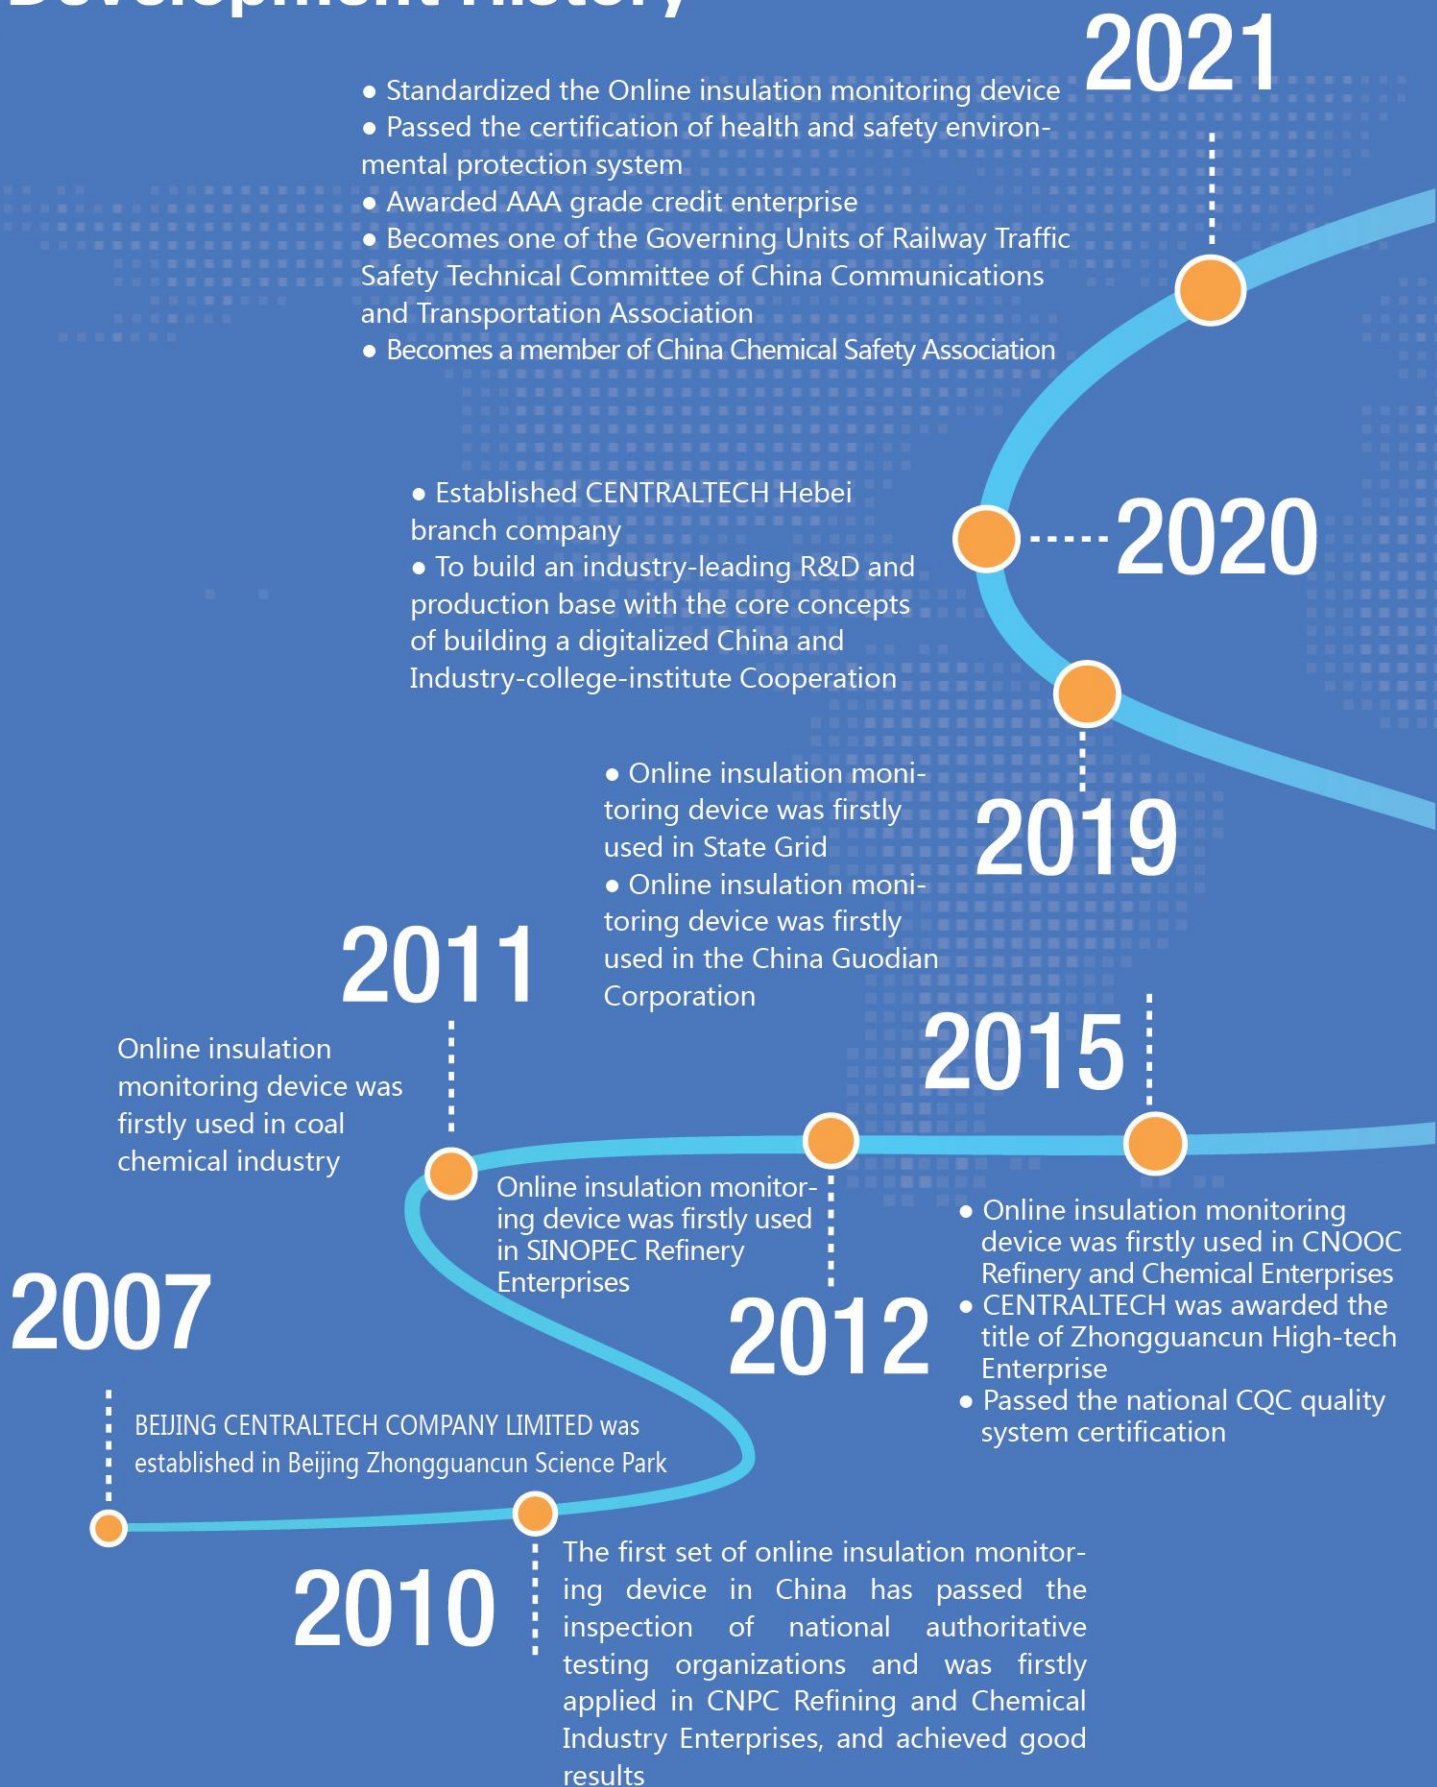 Development History
2021
● Standardized the Online insulation monitoring device
● Passed the certification of health and safety environ-
mental protection system
● Awarded AAA grade credit enterprise
● Becomes one of the Governing Units of Railway Traffic
Safety Technical Committee of China Communications
and Transportation Association
● Becomes a member of China Chemical Safety Association
● Established CENTRALTECH Hebei
branch company
● To build an industry-leading R&D and
production base with the core concepts
of building a digitalized China and
Industry-college-institute Cooperation
2020
● Online insulation moni-
toring device was firstly
used in State Grid
● Online insulation moni-
toring device was firstly
used in the China Guodian
Corporation
2019
2011
Online insulation
monitoring device was
firstly used in coal
chemical industry
2015
Online insulation monitor-
ing device was firstly used
in SINOPEC Refinery
Enterprises
2012
● Online insulation monitoring
device was firstly used in CNOOC
Refinery and Chemical Enterprises
● CENTRALTECH was awarded the
title of Zhongguancun High-tech
Enterprise
● Passed the national CQC quality
system certification
2007
BEIJING CENTRALTECH COMPANY LIMITED was
established in Beijing Zhongguancun Science Park
2010
The first set of online insulation monitor-
ing device in China has passed the
inspection of national authoritative
testing organizations and was firstly
applied in CNPC Refining and Chemical
Industry Enterprises, and achieved good
results